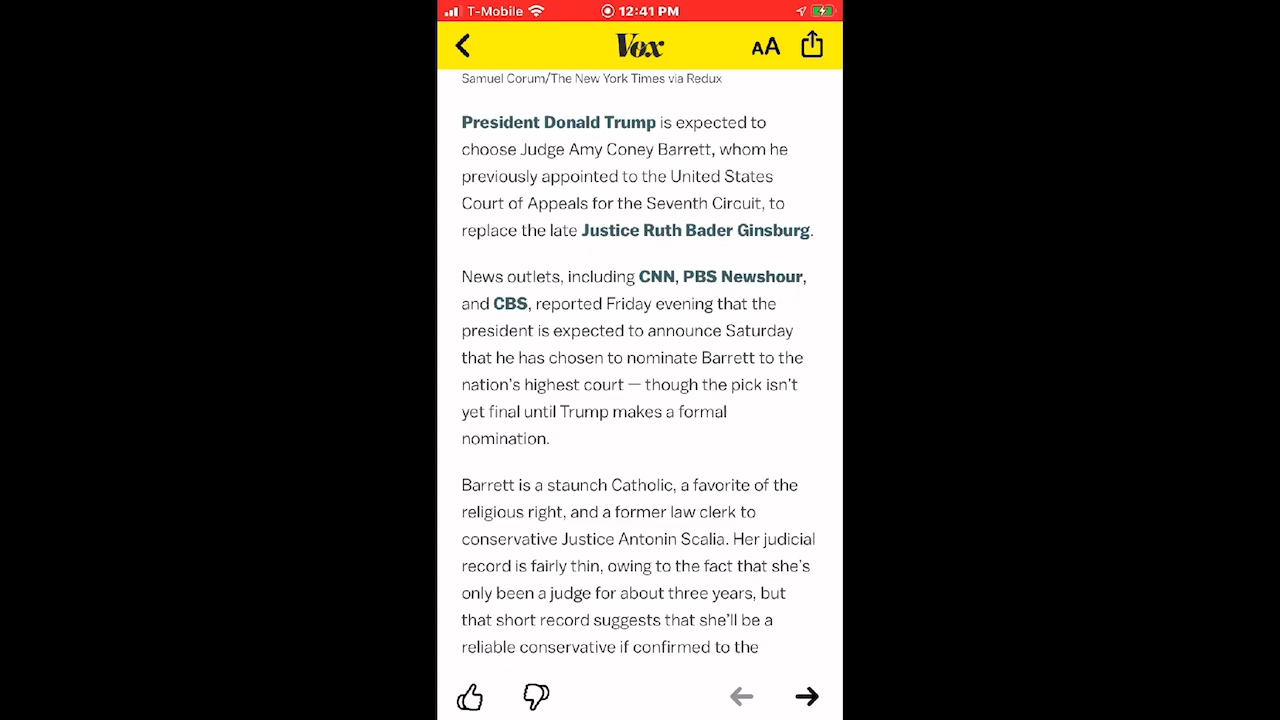 T-Mobile 12:41 PM
Vox AA
Samuel Corum/The New York Times via Redux
President Donald Trump is expected to
choose Judge Amy Coney Barrett, whom he
previously appointed to the United States
Court of Appeals for the Seventh Circuit, to
replace the late Justice Ruth Bader Ginsburg.
News outlets, including CNN, PBS Newshour,
and CBS, reported Friday evening that the
president is expected to announce Saturday
that he has chosen to nominate Barrett to the
nation's highest court — though the pick isn't
yet final until Trump makes a formal
nomination.
Barrett is a staunch Catholic, a favorite of the
religious right, and a former law clerk to
conservative Justice Antonin Scalia. Her judicial
record is fairly thin, owing to the fact that she's
only been a judge for about three years, but
that short record suggests that she'll be a
reliable conservative if confirmed to the